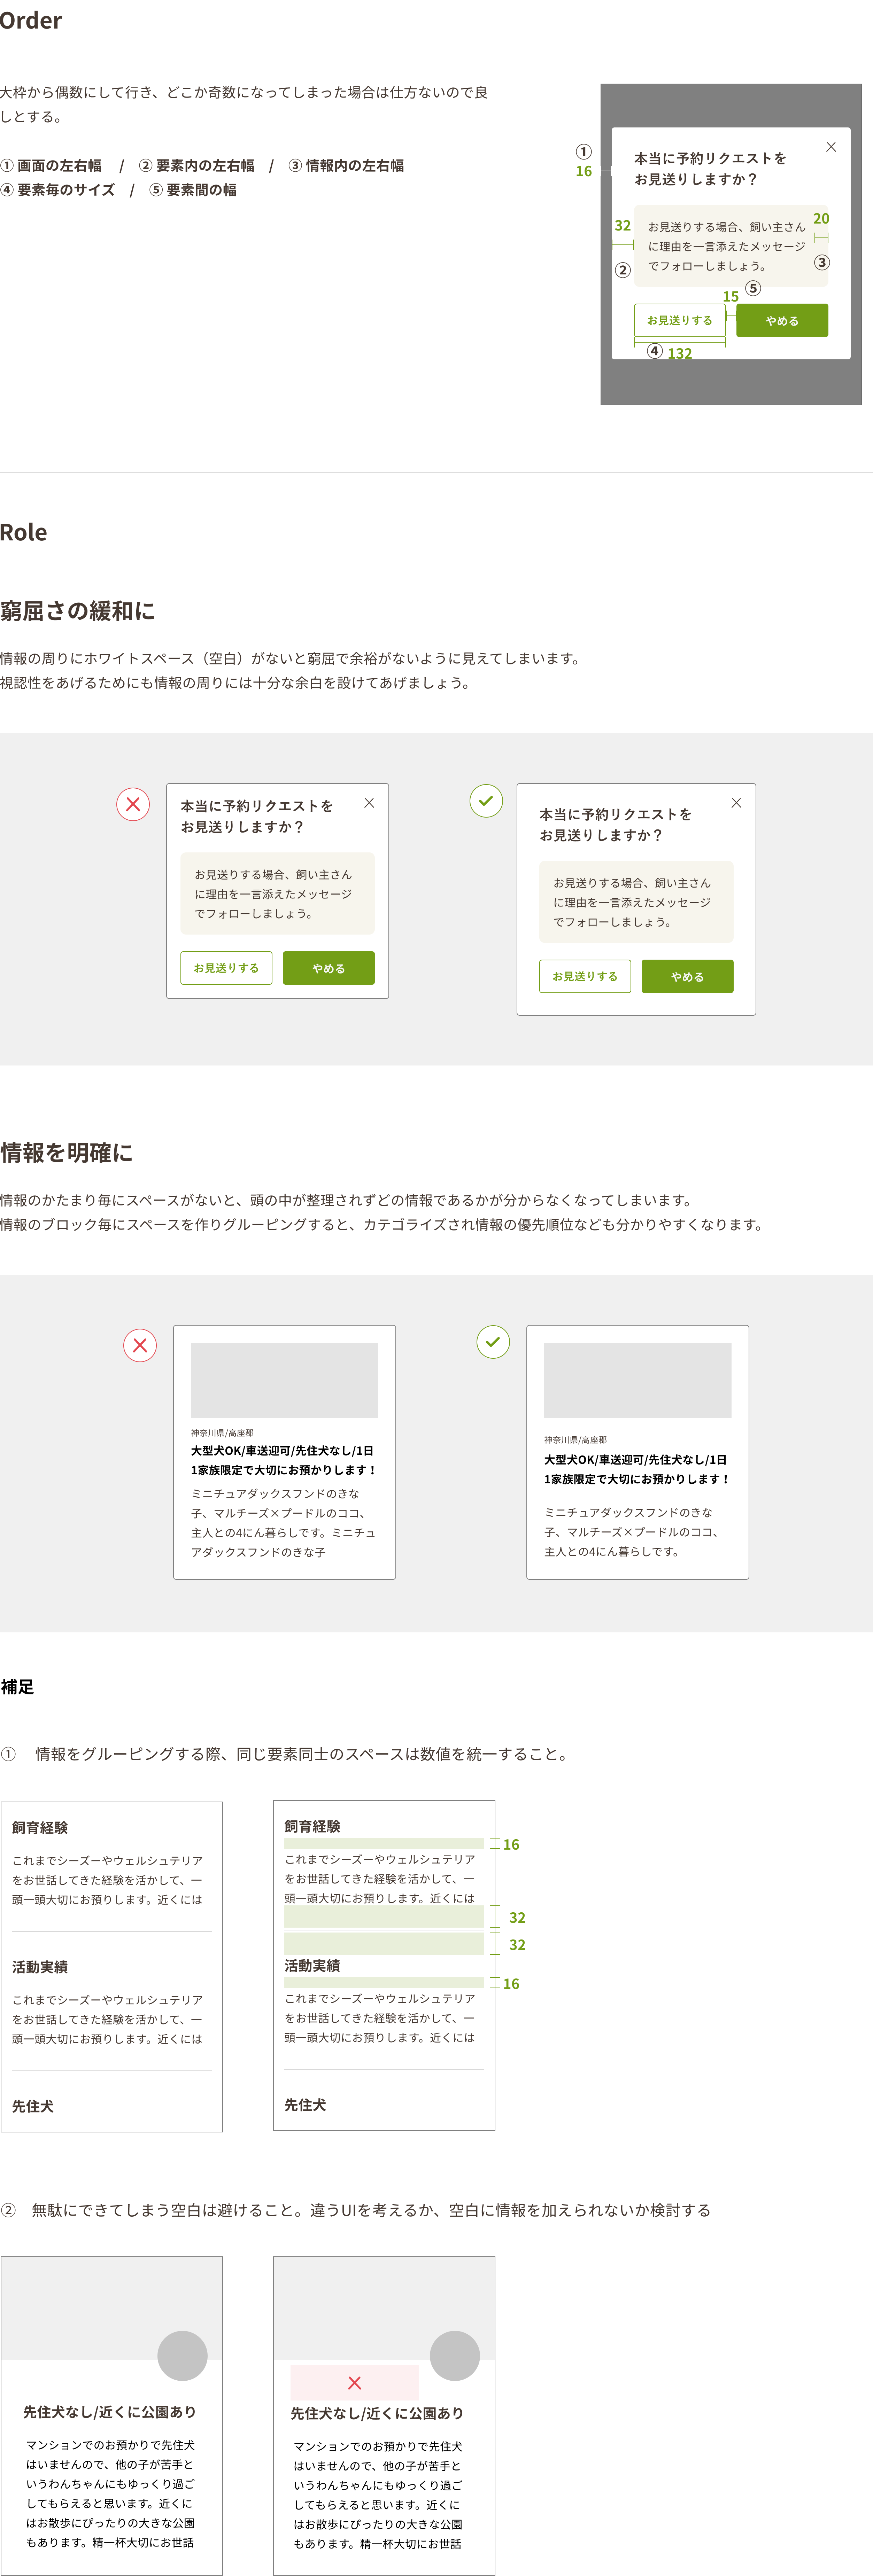 Order
大枠から偶数にして行き、どこか奇数になってしまった場合は仕方ないので良
しとする。
① 画面の左右幅 / ② 要素内の左右幅 / ③ 情報内の左右幅
④ 要素毎のサイズ / ⑤ 要素間の幅
①
16
本当に予約リクエストを
お見送りしますか？
32
②
お見送りする場合、飼い主さん
に理由を一言添えたメッセージ
でフォローしましょう。
20
③
15
⑤
お見送りする
やめる
④ 132
Role
窮屈さの緩和に
情報の周りにホワイトスペース（空白）がないと窮屈で余裕がないように見えてしまいます。
視認性をあげるためにも情報の周りには十分な余白を設けてあげましょう。
本当に予約リクエストを
お見送りしますか？
お見送りする場合、飼い主さん
に理由を一言添えたメッセージ
でフォローしましょう。
お見送りする
やめる
本当に予約リクエストを
お見送りしますか？
お見送りする場合、飼い主さん
に理由を一言添えたメッセージ
でフォローしましょう。
お見送りする
やめる
情報を明確に
情報のかたまり毎にスペースがないと、頭の中が整理されずどの情報であるかが分からなくなってしまいます。
情報のブロック毎にスペースを作りグルーピングすると、カテゴライズされ情報の優先順位なども分かりやすくなります。
神奈川県/高座郡
大型犬OK/車送迎可/先住犬なし/1日
1家族限定で大切にお預かりします！
ミニチュアダックスフンドのきな
子、マルチーズ×プードルのココ、
主人との4にん暮らしです。ミニチュ
アダックスフンドのきな子
神奈川県/高座郡
大型犬OK/車送迎可/先住犬なし/1日
1家族限定で大切にお預かりします！
ミニチュアダックスフンドのきな
子、マルチーズ×プードルのココ、
主人との4にん暮らしです。
補足
① 情報をグルーピングする際、同じ要素同士のスペースは数値を統一すること。
飼育経験
これまでシーズーやウェルシュテリア
をお世話してきた経験を活かして、一
頭一頭大切にお預りします。近くには
活動実績
これまでシーズーやウェルシュテリア
をお世話してきた経験を活かして、一
頭一頭大切にお預りします。近くには
先住犬
飼育経験
16
これまでシーズーやウェルシュテリア
をお世話してきた経験を活かして、一
頭一頭大切にお預りします。近くには
32
32
活動実績
16
これまでシーズーやウェルシュテリア
をお世話してきた経験を活かして、一
頭一頭大切にお預りします。近くには
先住犬
② 無駄にできてしまう空白は避けること。違うUIを考えるか、空白に情報を加えられないか検討する
先住犬なし/近くに公園あり
マンションでのお預かりで先住犬
はいませんので、他の子が苦手と
いうわんちゃんにもゆっくり過ご
してもらえると思います。近くに
はお散歩にぴったりの大きな公園
もあります。精一杯大切にお世話
先住犬なし/近くに公園あり
マンションでのお預かりで先住犬
はいませんので、他の子が苦手と
いうわんちゃんにもゆっくり過ご
してもらえると思います。近くに
はお散歩にぴったりの大きな公園
もあります。精一杯大切にお世話